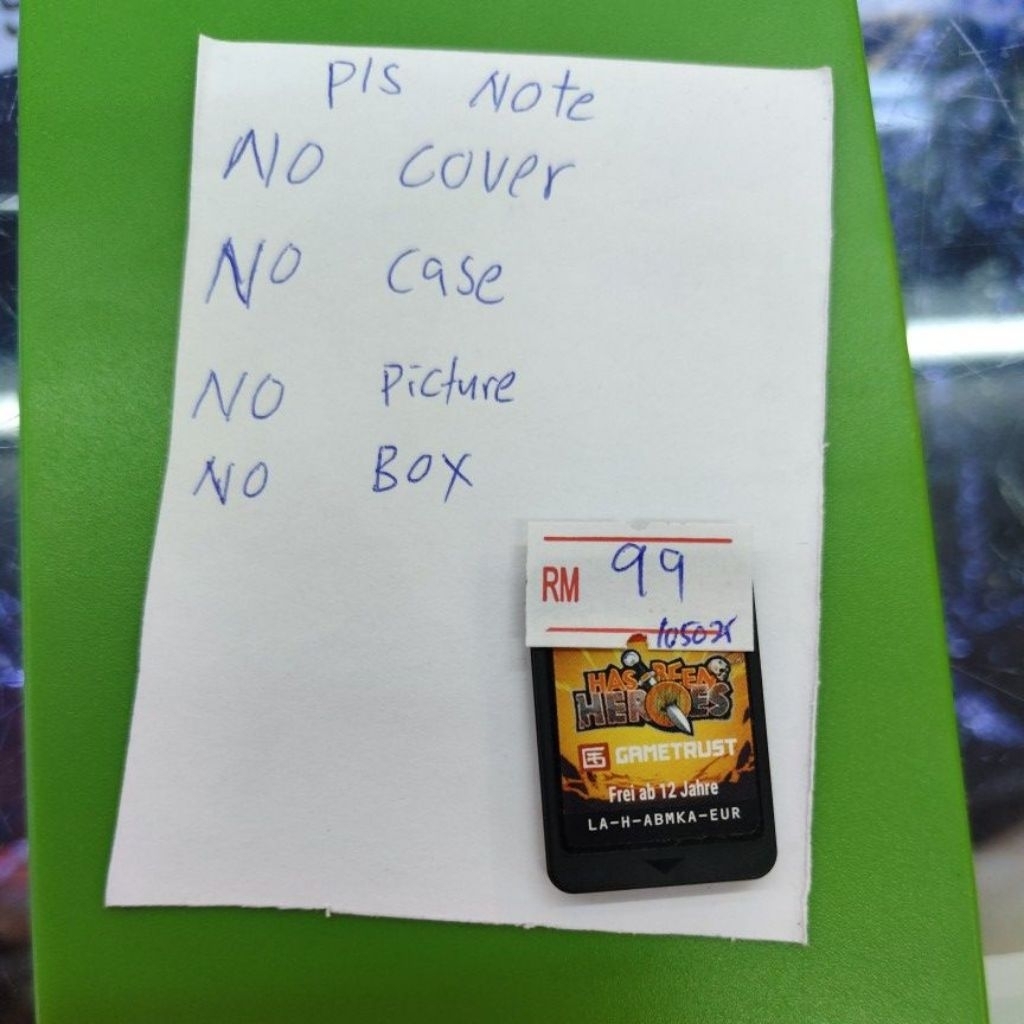 Pls Note
No cover
No case
No Picture
No Box
RM 99
HAS BEEN
HEROES
GAMETRUST
Frei ab 12 Jahre
LA-H-ABMKA-EUR